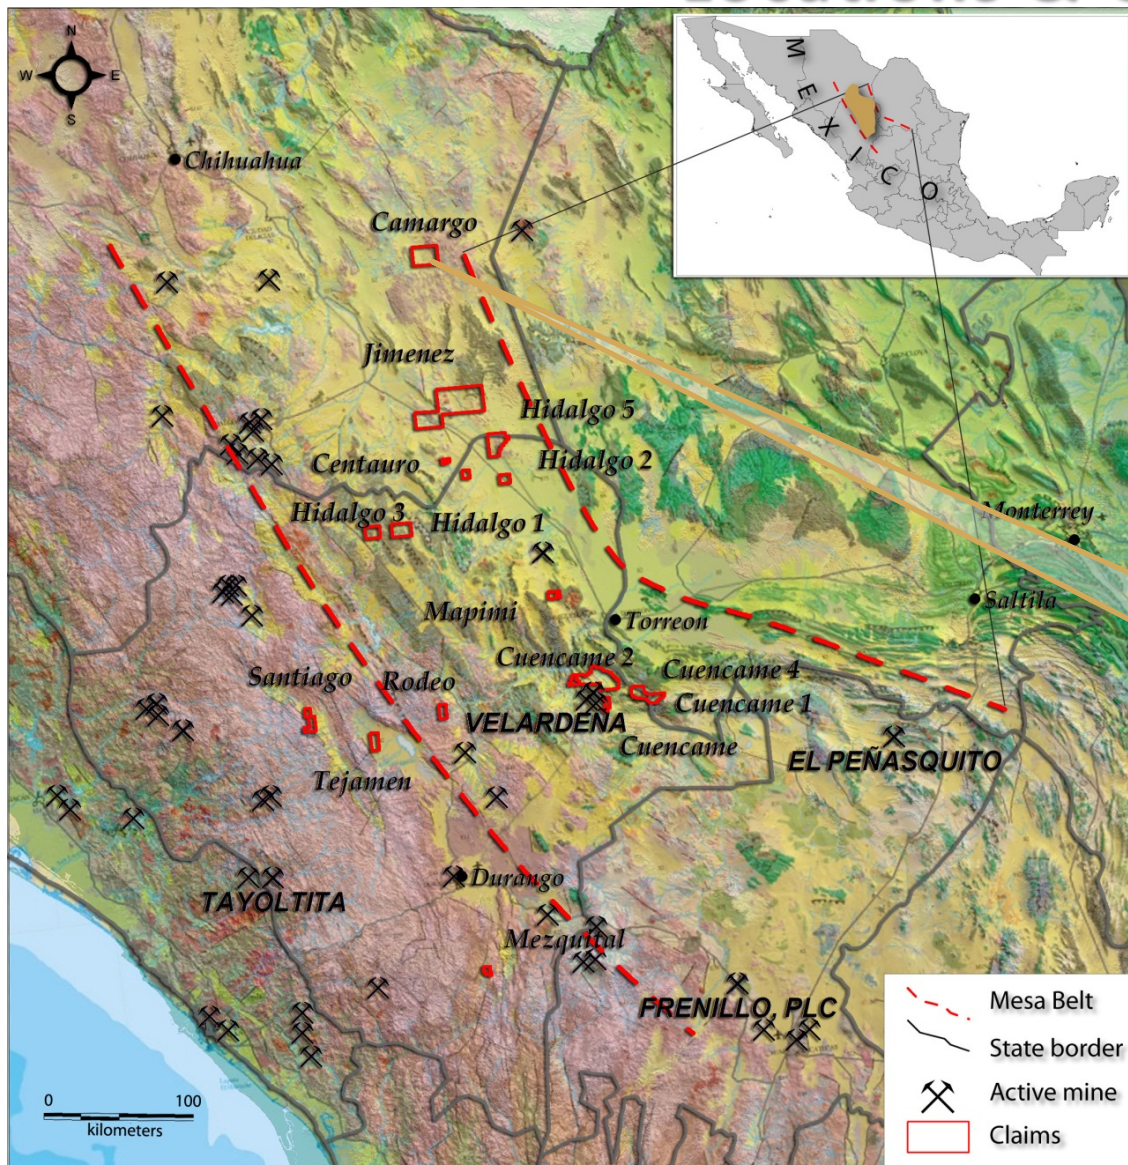 N
W E
S
MEXICO
Chihuahua
Camargo
Jimenez
Hidalgo 5
Centauro
Hidalgo 2
Hidalgo 3
Hidalgo 1
Monterrey
Mapimi
Torreon
Saltila
Cuencame 2
Cuencame 4
Santiago
Rodeo
Cuencame 1
VELARDEÑA
Cuencame
EL PEÑASQUITO
Tejamen
Durango
TAYOLTITA
Mezquital
FRENILLO, PLC
Mesa Belt
State border
Active mine
Claims
0 100
kilometers